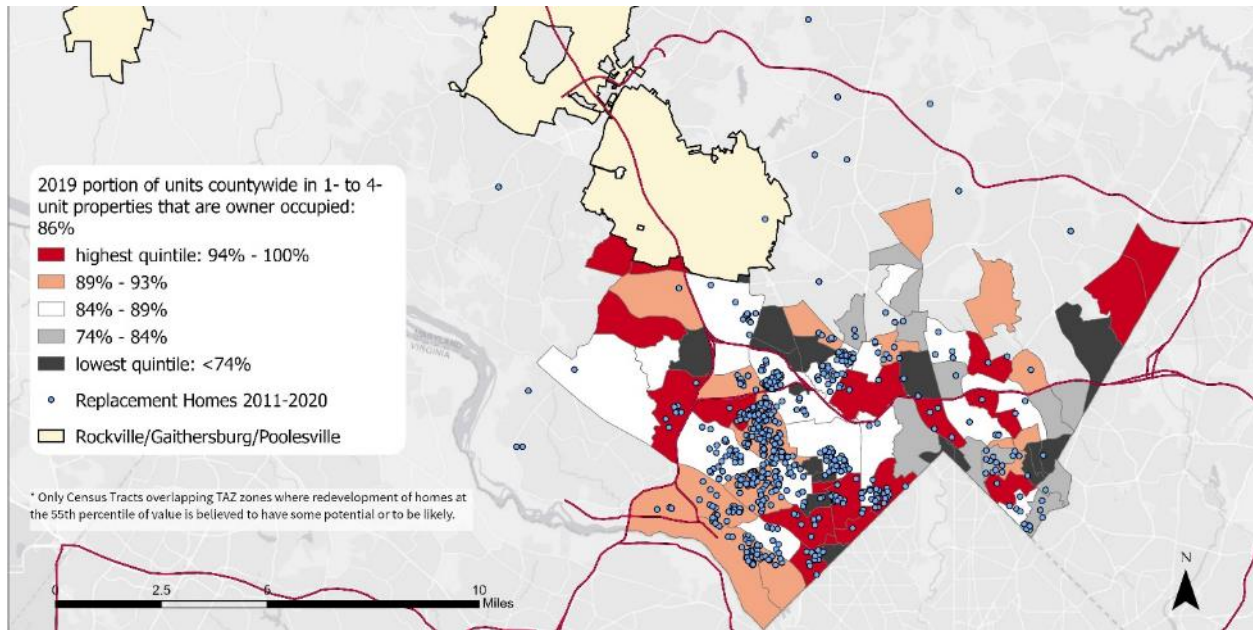 2019 portion of units countywide in 1- to 4-
unit properties that are owner occupied:
86%
highest quintile: 94% - 100%
89% - 93%
84% - 89%
74% - 84%
lowest quintile: <74%
Replacement Homes 2011-2020
Rockville/Gaithersburg/Poolesville
* Only Census Tracts overlapping TAZ zones where redevelopment of homes at
the 55th percentile of value is believed to have some potential or to be likely.
MARYLAND
VIRGINIA
N
0 2.5 5 10
Miles